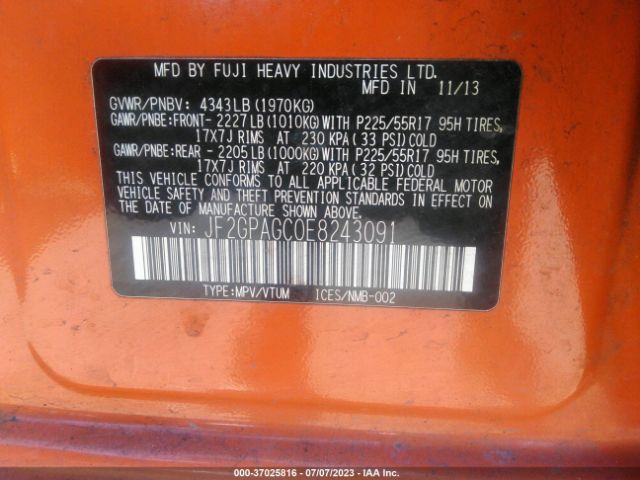 MFD BY FUJI HEAVY INDUSTRIES LTD.
MFD IN 11/13
GVWR/PNBV: 4343LB(1970KG)
GAWR/PNBE:FRONT-2227LB(1010KG)WITH P225/55R17 95H TIRES,
17X7J RIMS AT 230 KPA(33 PSI)COLD
GAWR/PNBE:REAR-2205LB(1000KG)WITH P225/55R17 95H TIRES,
17X7J RIMS AT 220 KPA(32 PSI)COLD
THIS VEHICLE CONFORMS TO ALL APPLICABLE FEDERAL MOTOR
VEHICLE SAFETY AND THEFT PREVENTION STANDARDS IN EFFECT ON
THE DATE OF MANUFACTURE SHOWN ABOVE.
VIN: JF2GPAGC0E8243091
TYPE:MPV/VTUM ICES/NMB-002
000-37025816 - 07/07/2023 - IAA Inc.